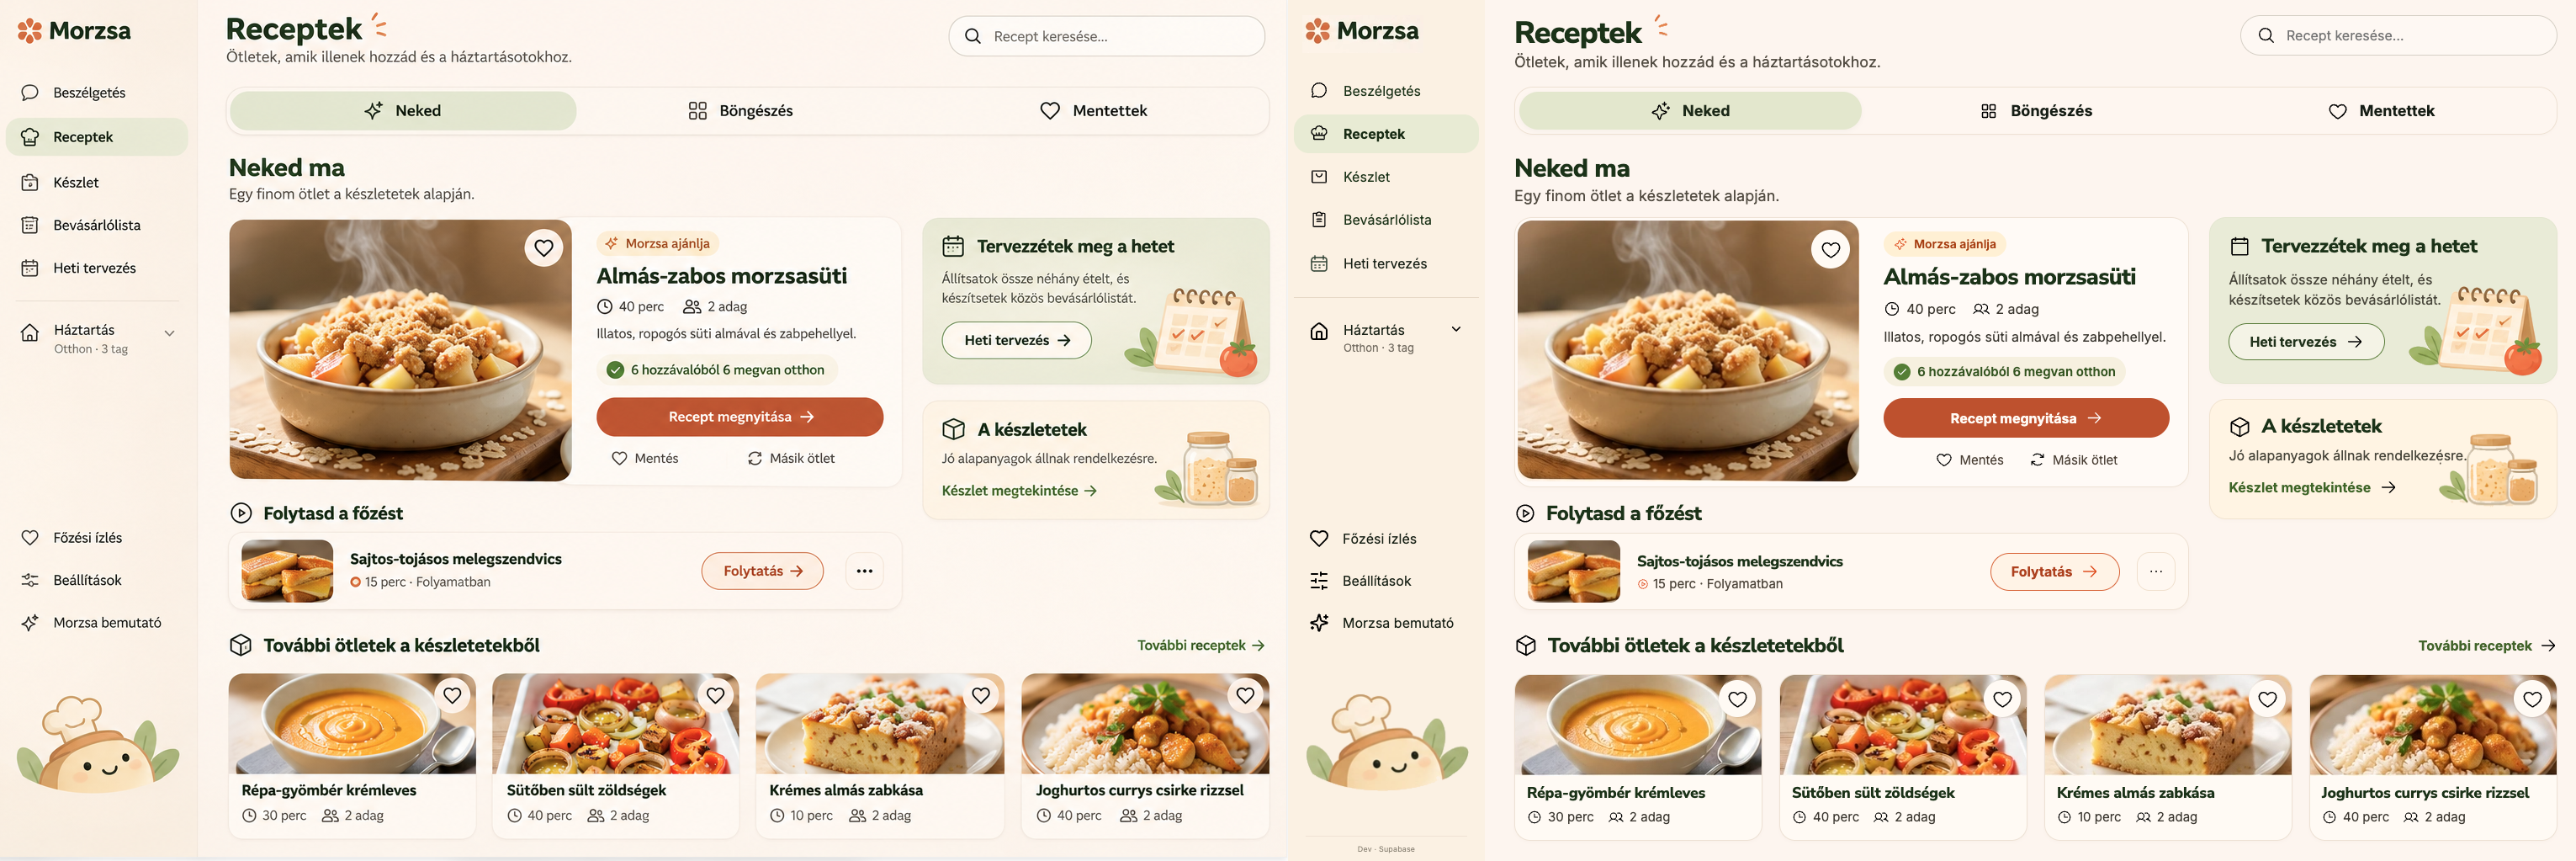 Morzsa
Beszélgetés
Receptek
Készlet
Bevásárlólista
Heti tervezés
Háztartás
Otthon · 3 tag
Főzési ízlés
Beállítások
Morzsa bemutató
Receptek
Ötletek, amik illenek hozzád és a háztartásotokhoz.
Recept keresése...
Neked
Böngészés
Mentettek
Neked ma
Egy finom ötlet a készletetek alapján.
Morzsa ajánlja
Almás-zabos morzsasüti
40 perc 2 adag
Illatos, ropogós süti almával és zabpehellyel.
6 hozzávalóból 6 megvan otthon
Recept megnyitása
Mentés Másik ötlet
Tervezzétek meg a hetet
Állítsatok össze néhány ételt, és
készítsetek közös bevásárlólistát.
Heti tervezés
A készletetek
Jó alapanyagok állnak rendelkezésre.
Készlet megtekintése
Folytasd a főzést
Sajtos-tojásos melegszendvics
15 perc · Folyamatban
Folytatás
További ötletek a készletetekből
További receptek
Répa-gyömbér krémleves
30 perc 2 adag
Sütőben sült zöldségek
40 perc 2 adag
Krémes almás zabkása
10 perc 2 adag
Joghurtos currys csirke rizzsel
40 perc 2 adag
Morzsa
Beszélgetés
Receptek
Készlet
Bevásárlólista
Heti tervezés
Háztartás
Otthon · 3 tag
Főzési ízlés
Beállítások
Morzsa bemutató
Dev · Supabase
Receptek
Ötletek, amik illenek hozzád és a háztartásotokhoz.
Recept keresése...
Neked
Böngészés
Mentettek
Neked ma
Egy finom ötlet a készletetek alapján.
Morzsa ajánlja
Almás-zabos morzsasüti
40 perc 2 adag
Illatos, ropogós süti almával és zabpehellyel.
6 hozzávalóból 6 megvan otthon
Recept megnyitása
Mentés Másik ötlet
Tervezzétek meg a hetet
Állítsatok össze néhány ételt, és
készítsetek közös bevásárlólistát.
Heti tervezés
A készletetek
Jó alapanyagok állnak rendelkezésre.
Készlet megtekintése
Folytasd a főzést
Sajtos-tojásos melegszendvics
15 perc · Folyamatban
Folytatás
További ötletek a készletetekből
További receptek
Répa-gyömbér krémleves
30 perc 2 adag
Sütőben sült zöldségek
40 perc 2 adag
Krémes almás zabkása
10 perc 2 adag
Joghurtos currys csirke rizzsel
40 perc 2 adag